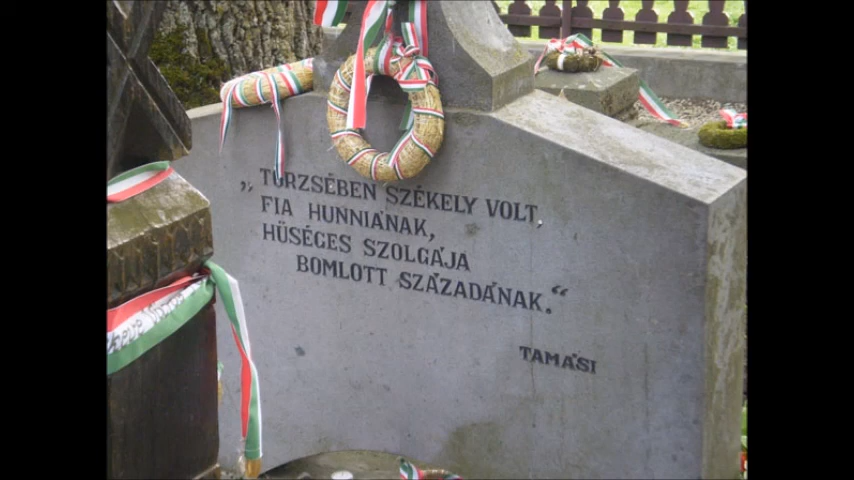 „TÖRZSÉBEN SZÉKELY VOLT,
FIA HUNNIÁNAK,
HŰSÉGES SZOLGÁJA
BOMLOTT SZÁZADÁNAK.“
TAMÁSI